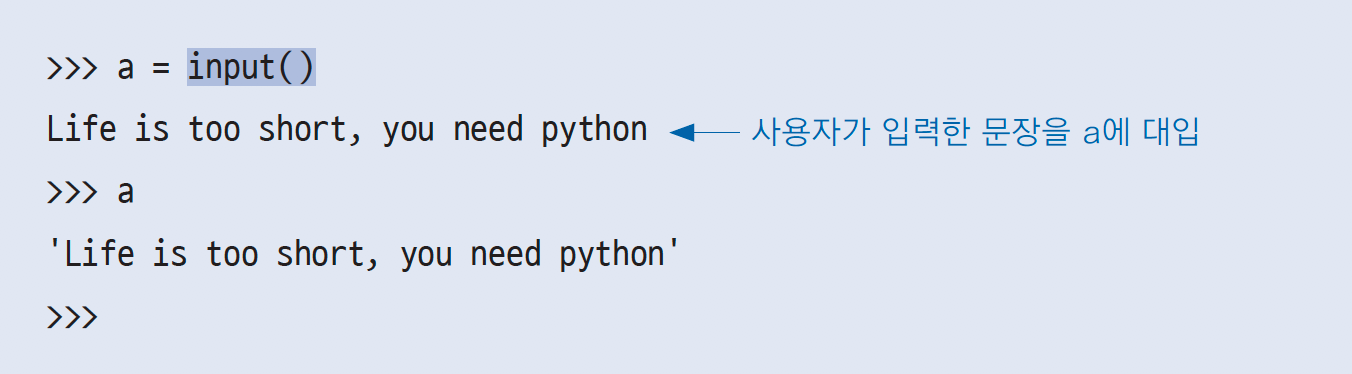 >>> a = input()
Life is too short, you need python 사용자가 입력한 문장을 a에 대입
>>> a
'Life is too short, you need python'
>>>